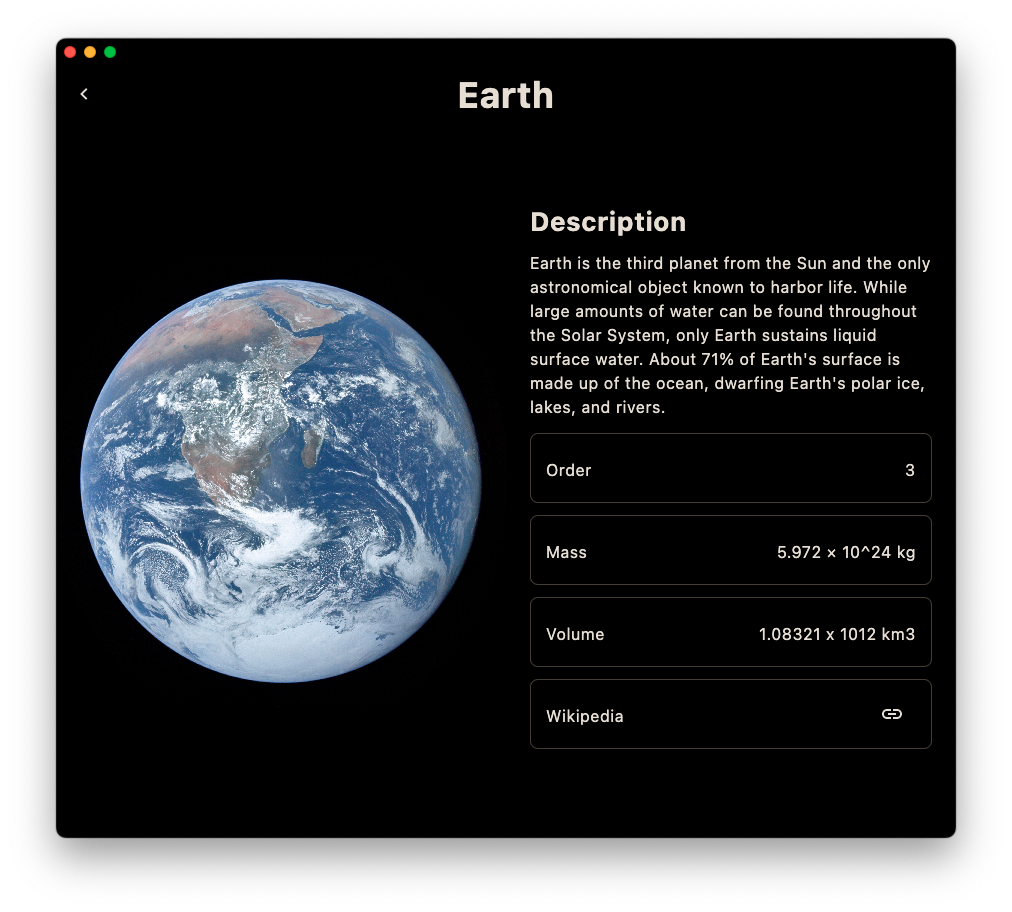 Earth
Description
Earth is the third planet from the Sun and the only
astronomical object known to harbor life. While
large amounts of water can be found throughout
the Solar System, only Earth sustains liquid
surface water. About 71% of Earth's surface is
made up of the ocean, dwarfing Earth's polar ice,
lakes, and rivers.
Order 3
Mass 5.972 × 10^24 kg
Volume 1.08321 x 1012 km3
Wikipedia